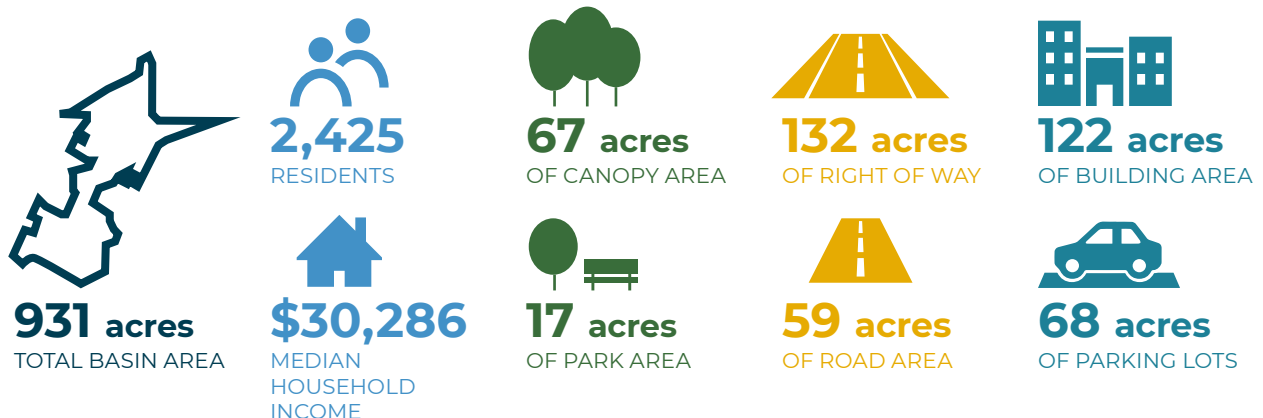 931 acres
TOTAL BASIN AREA
2,425
RESIDENTS
$30,286
MEDIAN
HOUSEHOLD
INCOME
67 acres
OF CANOPY AREA
17 acres
OF PARK AREA
132 acres
OF RIGHT OF WAY
59 acres
OF ROAD AREA
122 acres
OF BUILDING AREA
68 acres
OF PARKING LOTS